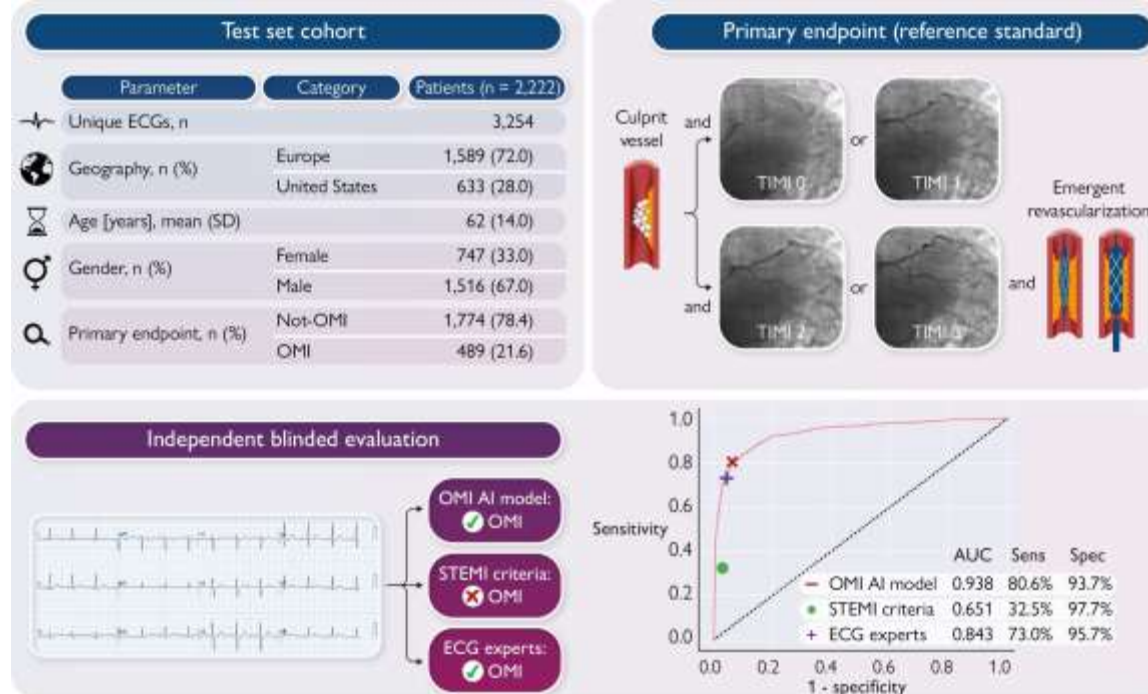 Test set cohort
Parameter Category Patients (n = 2,222)
Unique ECGs, n 3,254
Geography, n (%) Europe 1,589 (72.0)
United States 633 (28.0)
Age [years], mean (SD) 62 (14.0)
Gender, n (%) Female 747 (33.0)
Male 1,516 (67.0)
Primary endpoint, n (%) Not-OMI 1,774 (78.4)
OMI 489 (21.6)
Primary endpoint (reference standard)
Culprit
vessel
and
TIMI 0
or
TIMI 1
and
TIMI 2
or
TIMI 3
and
Emergent
revascularization
Independent blinded evaluation
OMI AI model:
OMI
STEMI criteria:
OMI
ECG experts:
OMI
Sensitivity
1.0
0.8
0.6
0.4
0.2
0.0
0.0 0.2 0.4 0.6 0.8 1.0
1 - specificity
AUC Sens Spec
OMI AI model 0.938 80.6% 93.7%
STEMI criteria 0.651 32.5% 97.7%
ECG experts 0.843 73.0% 95.7%